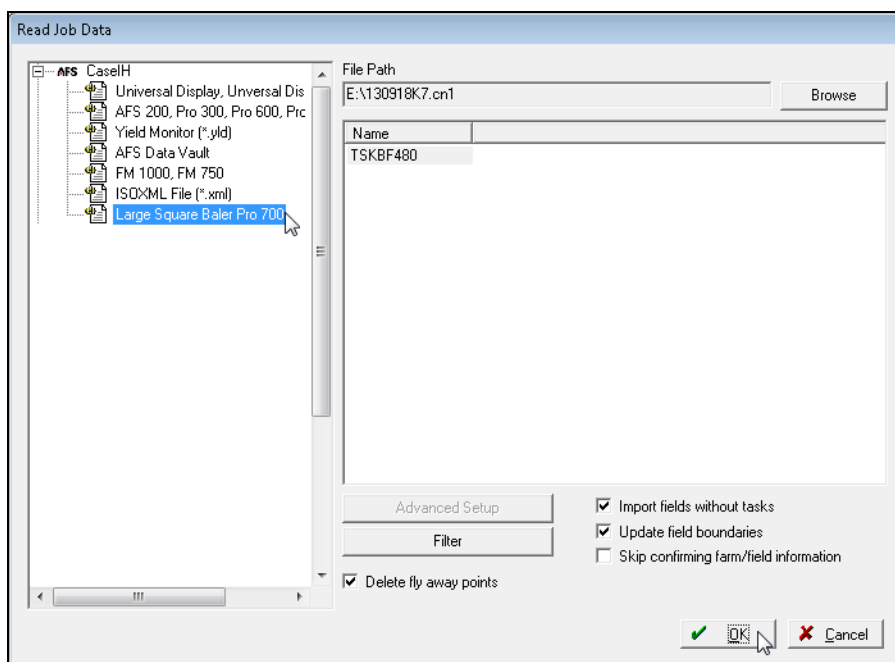 Read Job Data
AFS CaseIH
Universal Display, Unversal Dis
AFS 200, Pro 300, Pro 600, Prc
Yield Monitor (*.yld)
AFS Data Vault
FM 1000, FM 750
ISOXML File (*.xml)
Large Square Baler Pro 700
File Path
E:\130918K7.cn1
Browse
Name
TSKBF480
Advanced Setup
Filter
Delete fly away points
Import fields without tasks
Update field boundaries
Skip confirming farm/field information
OK
Cancel